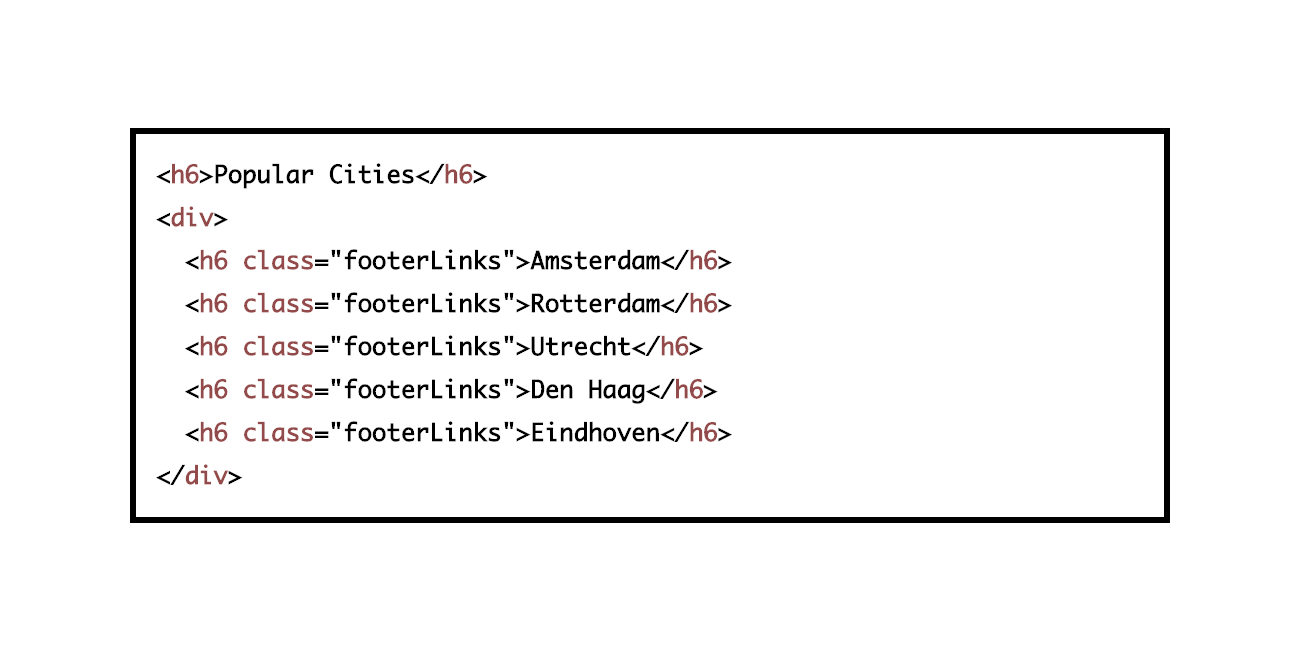 <h6>Popular Cities</h6>
<div>
  <h6 class="footerLinks">Amsterdam</h6>
  <h6 class="footerLinks">Rotterdam</h6>
  <h6 class="footerLinks">Utrecht</h6>
  <h6 class="footerLinks">Den Haag</h6>
  <h6 class="footerLinks">Eindhoven</h6>
</div>